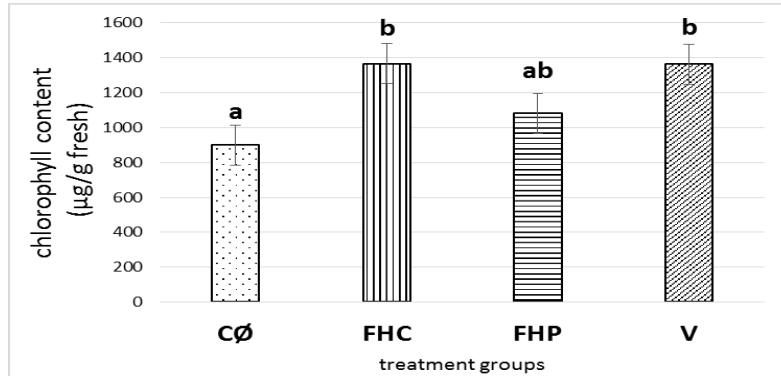 chlorophyll content
(µg/g fresh)
1600
1400
1200
1000
800
600
400
200
0
a
b
ab
b
CØ FHC FHP V
treatment groups